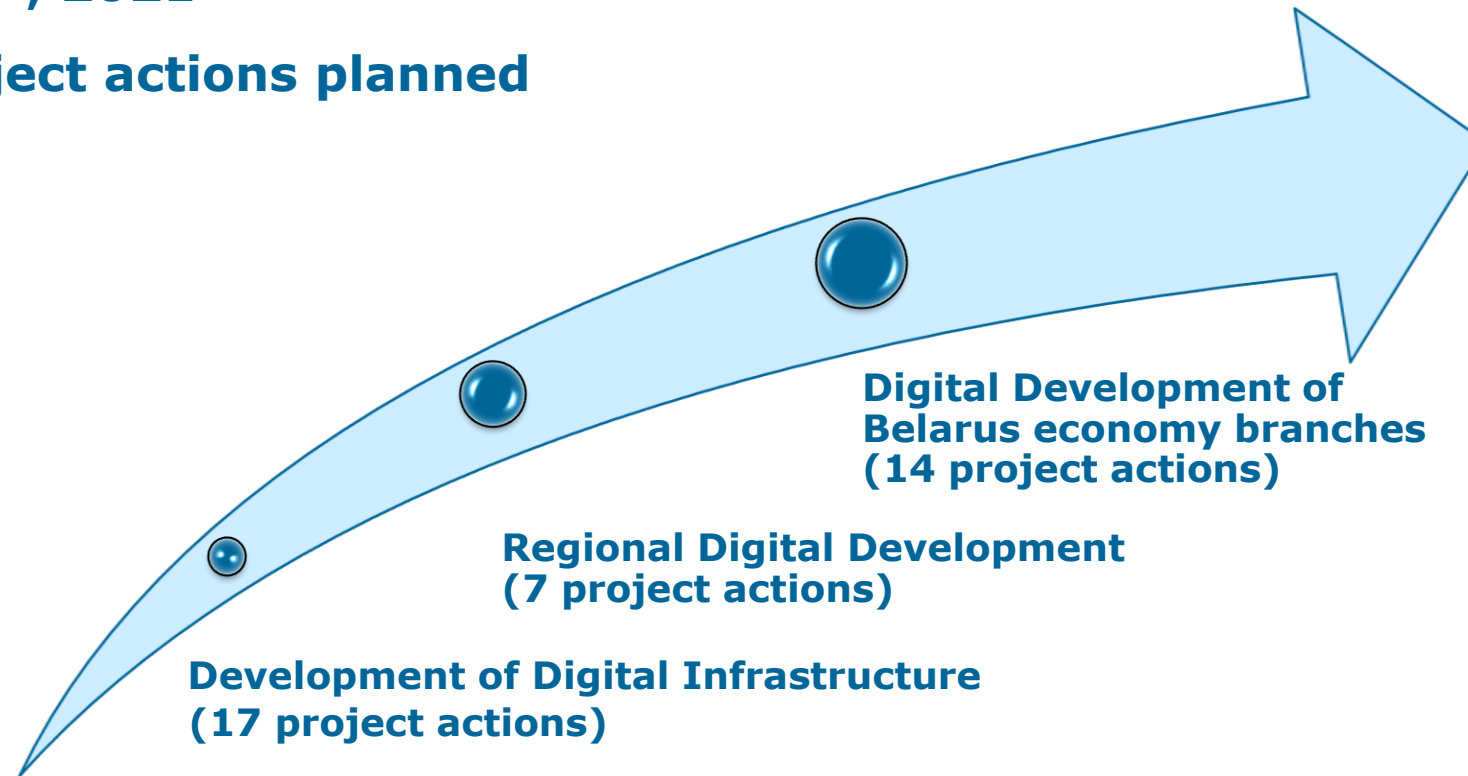 actions planned
Digital Development of
Belarus economy branches
(14 project actions)
Regional Digital Development
(7 project actions)
Development of Digital Infrastructure
(17 project actions)